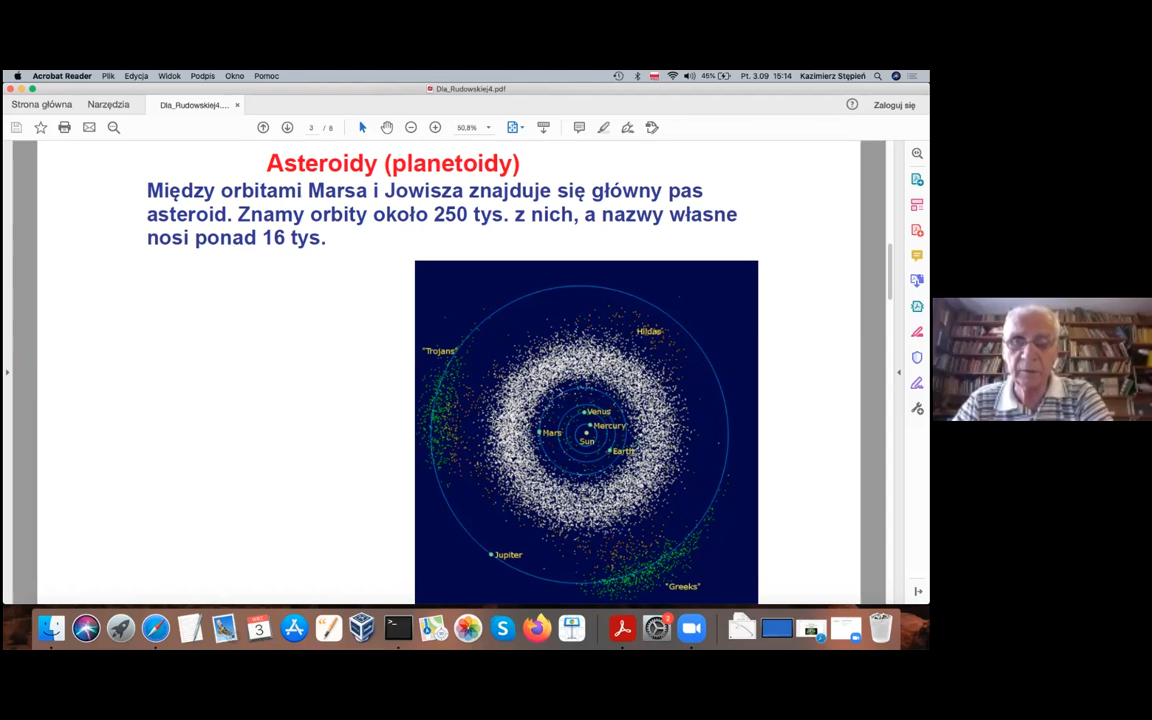 Acrobat Reader Plik Edycja Widok Podpis Okno Pomoc
45% Pt. 3.09 15:14 Kazimierz Stępień
Dla_Rudowskiej4.pdf
Strona główna Narzędzia Dla_Rudowskiej4.... × Zaloguj się
3 / 8 50,8%
Asteroidy (planetoidy)
Między orbitami Marsa i Jowisza znajduje się główny pas
asteroid. Znamy orbity około 250 tys. z nich, a nazwy własne
nosi ponad 16 tys.
Hildas
"Trojans"
Venus
Mercury
Mars
Sun
Earth
Jupiter
"Greeks"
WRZ
3
2